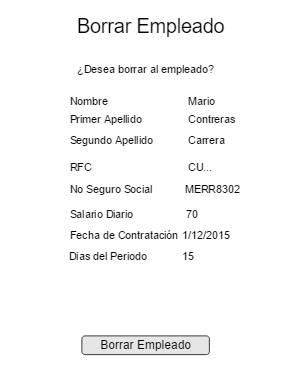 Borrar Empleado
¿Desea borrar al empleado?
Nombre Mario
Primer Apellido Contreras
Segundo Apellido Carrera
RFC CU...
No Seguro Social MERR8302
Salario Diario 70
Fecha de Contratación 1/12/2015
Días del Periodo 15
Borrar Empleado